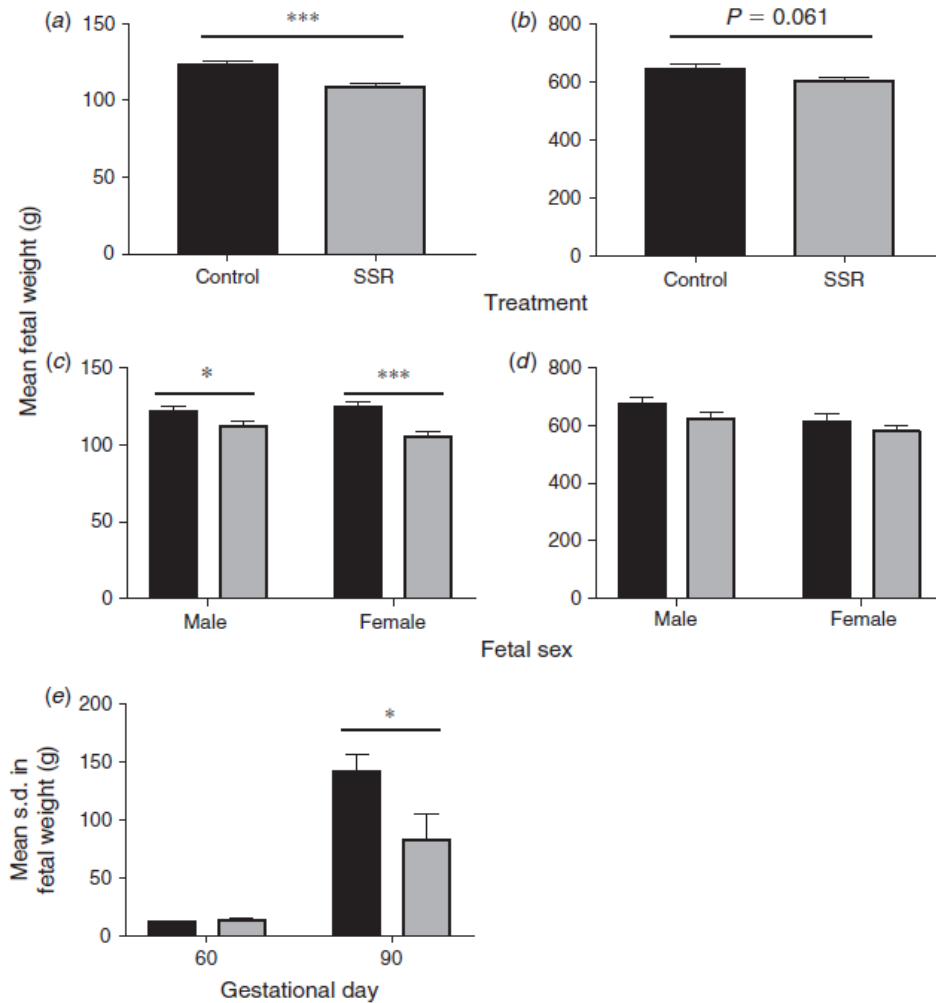 (a)
***
150
100
50
0
Control SSR
(b)
P = 0.061
800
600
400
200
0
Control SSR
Mean fetal weight (g)
Treatment
(c)
* ***
150
100
50
0
Male Female
(d)
800
600
400
200
0
Male Female
Fetal sex
(e)
*
200
150
100
50
0
60 90
Mean s.d. in
fetal weight (g)
Gestational day